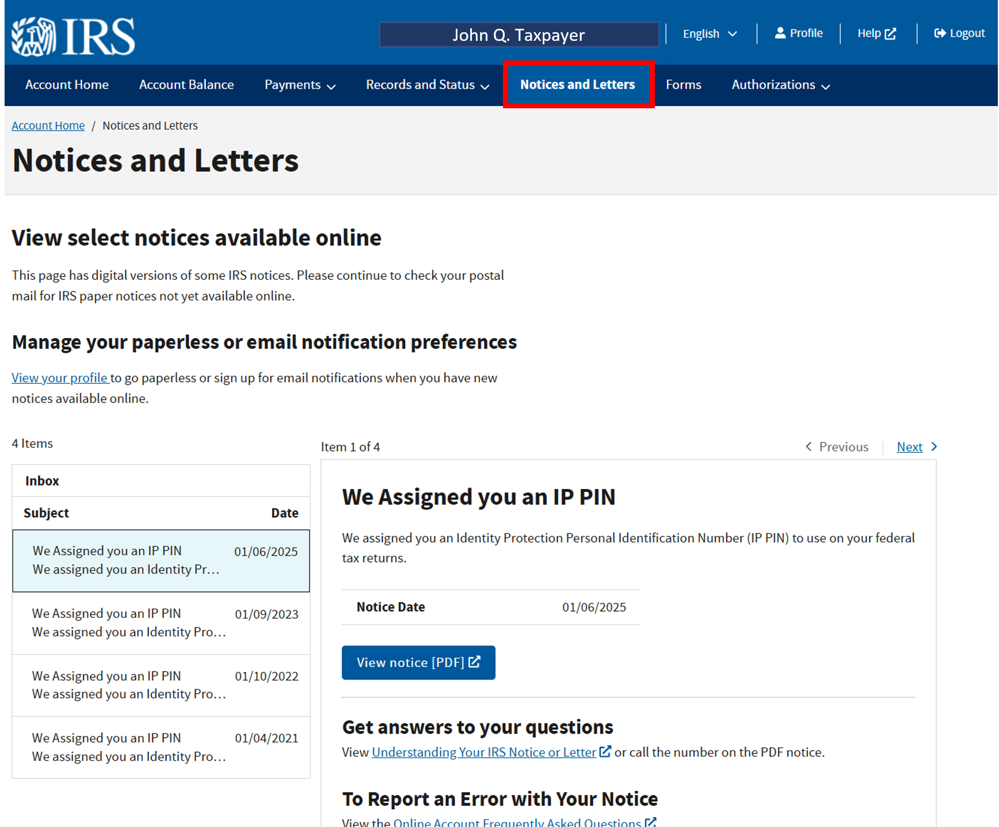 IRS
John Q. Taxpayer
English
Profile
Help
Logout
Account Home
Account Balance
Payments
Records and Status
Notices and Letters
Forms
Authorizations
Account Home / Notices and Letters
Notices and Letters
View select notices available online
This page has digital versions of some IRS notices. Please continue to check your postal
mail for IRS paper notices not yet available online.
Manage your paperless or email notification preferences
View your profile to go paperless or sign up for email notifications when you have new
notices available online.
4 Items
Inbox
Subject Date
We Assigned you an IP PIN 01/06/2025
We assigned you an Identity Pr...
We Assigned you an IP PIN 01/09/2023
We assigned you an Identity Pro...
We Assigned you an IP PIN 01/10/2022
We assigned you an Identity Pro...
We Assigned you an IP PIN 01/04/2021
We assigned you an Identity Pro...
Item 1 of 4
Previous
Next
We Assigned you an IP PIN
We assigned you an Identity Protection Personal Identification Number (IP PIN) to use on your federal
tax returns.
Notice Date 01/06/2025
View notice [PDF]
Get answers to your questions
View Understanding Your IRS Notice or Letter or call the number on the PDF notice.
To Report an Error with Your Notice
View the Online Account Frequently Asked Questions